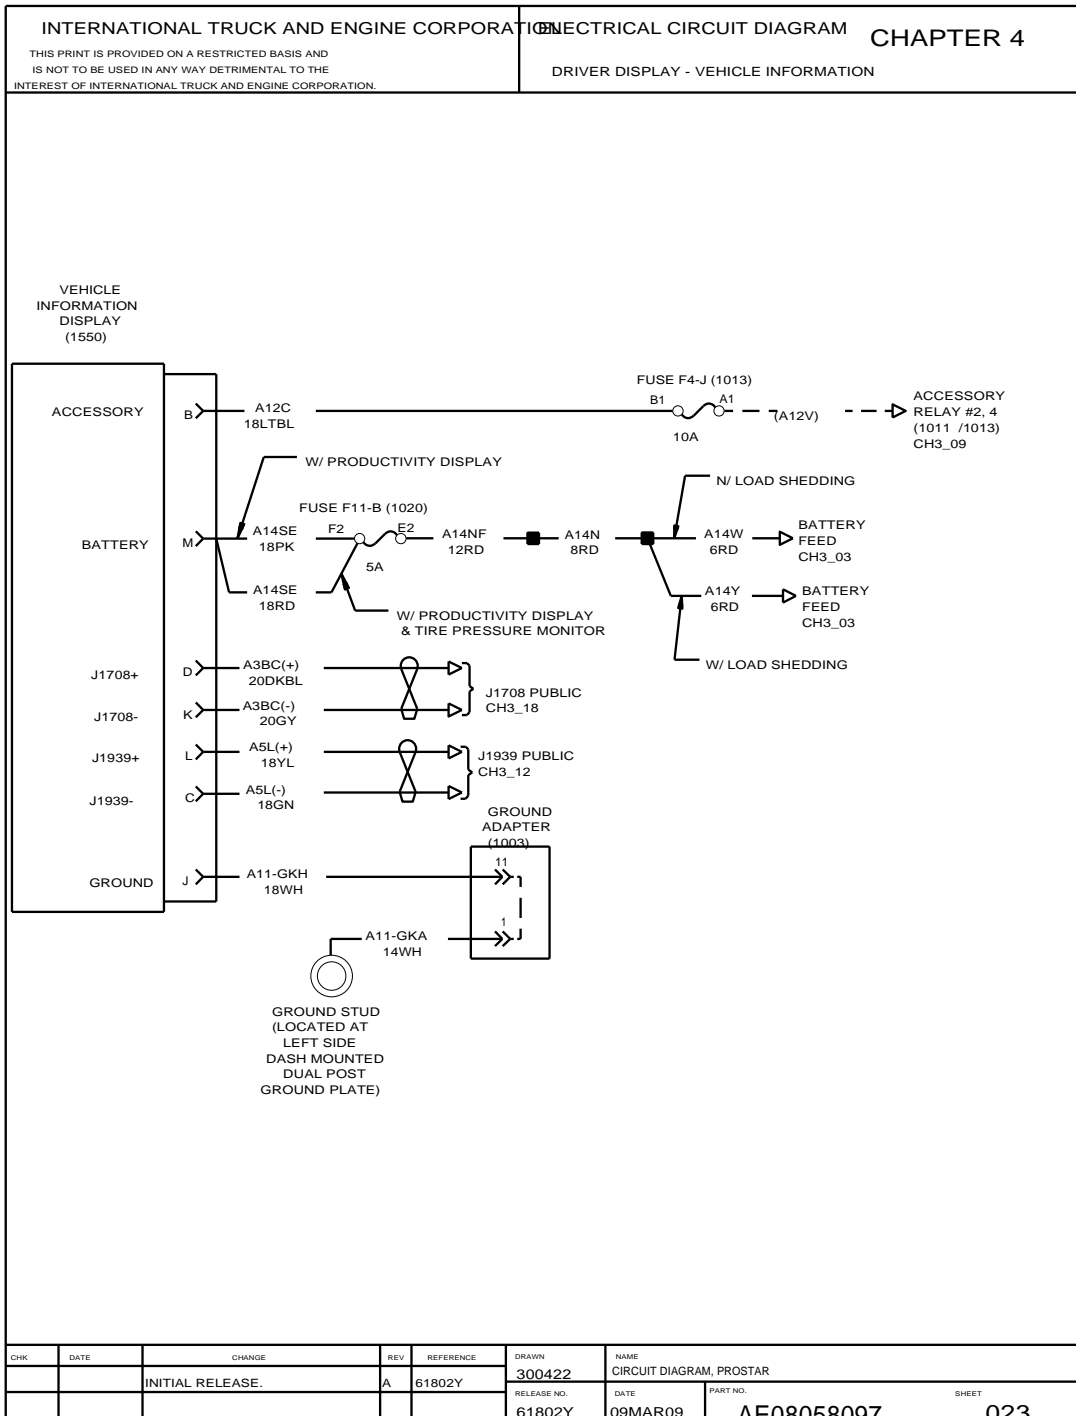 INTERNATIONAL TRUCK AND ENGINE CORPORATION
THIS PRINT IS PROVIDED ON A RESTRICTED BASIS AND
IS NOT TO BE USED IN ANY WAY DETRIMENTAL TO THE
INTEREST OF INTERNATIONAL TRUCK AND ENGINE CORPORATION.
ELECTRICAL CIRCUIT DIAGRAM
CHAPTER 4
DRIVER DISPLAY - VEHICLE INFORMATION
VEHICLE
INFORMATION
DISPLAY
(1550)
ACCESSORY
B
A12C
18LTBL
FUSE F4-J (1013)
B1
A1
10A
(A12V)
ACCESSORY
RELAY #2, 4
(1011 /1013)
CH3_09
W/ PRODUCTIVITY DISPLAY
N/ LOAD SHEDDING
FUSE F11-B (1020)
BATTERY
M
A14SE
18PK
F2
E2
5A
A14NF
12RD
A14N
8RD
A14W
6RD
BATTERY
FEED
CH3_03
A14SE
18RD
A14Y
6RD
BATTERY
FEED
CH3_03
W/ PRODUCTIVITY DISPLAY
& TIRE PRESSURE MONITOR
W/ LOAD SHEDDING
J1708+
D
A3BC(+)
20DKBL
J1708-
K
A3BC(-)
20GY
J1708 PUBLIC
CH3_18
J1939+
L
A5L(+)
18YL
J1939-
C
A5L(-)
18GN
J1939 PUBLIC
CH3_12
GROUND
ADAPTER
(1003)
GROUND
J
A11-GKH
18WH
11
1
A11-GKA
14WH
GROUND STUD
(LOCATED AT
LEFT SIDE
DASH MOUNTED
DUAL POST
GROUND PLATE)
CHK
DATE
CHANGE
REV
REFERENCE
INITIAL RELEASE.
A
61802Y
DRAWN
300422
NAME
CIRCUIT DIAGRAM, PROSTAR
RELEASE NO.
61802Y
DATE
09MAR09
PART NO.
AE08058097
SHEET
023